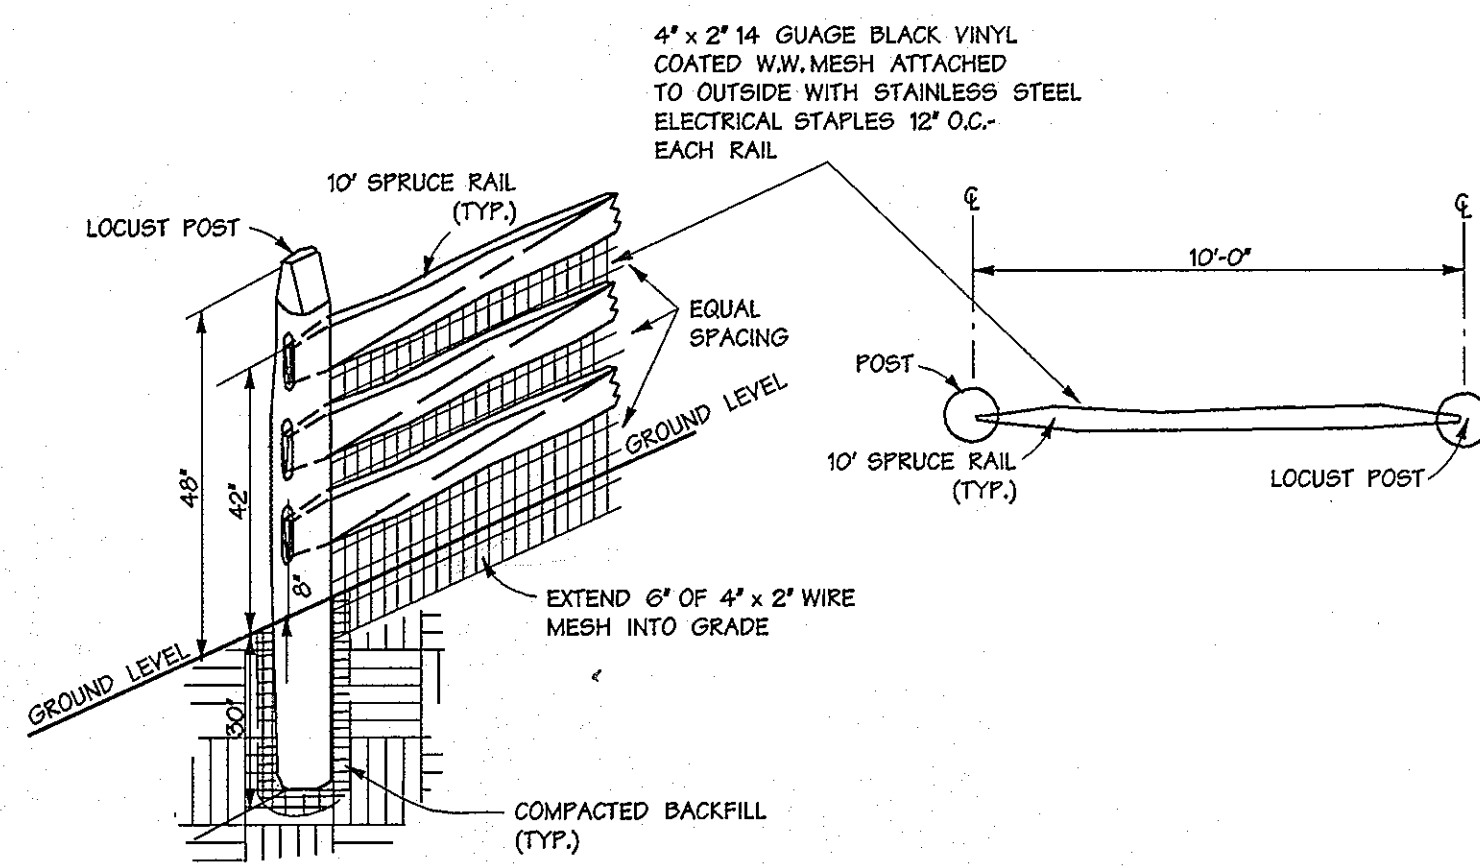 4" x 2" 14 GUAGE BLACK VINYL
COATED W.W. MESH ATTACHED
TO OUTSIDE WITH STAINLESS STEEL
ELECTRICAL STAPLES 12" O.C.-
EACH RAIL
10' SPRUCE RAIL
(TYP.)
LOCUST POST
EQUAL
SPACING
GROUND LEVEL
48"
42"
8"
EXTEND 6" OF 4" x 2" WIRE
MESH INTO GRADE
GROUND LEVEL
30"
COMPACTED BACKFILL
(TYP.)
℄
℄
10'-0"
POST
10' SPRUCE RAIL
(TYP.)
LOCUST POST